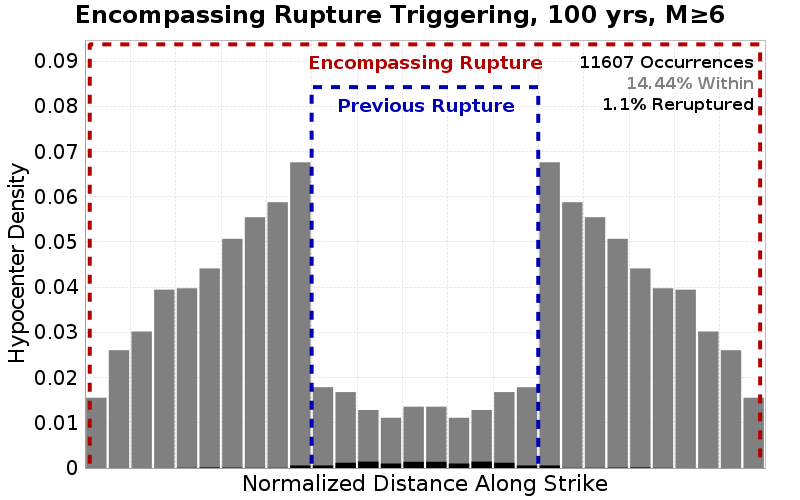 Encompassing Rupture Triggering, 100 yrs, M≥6
Encompassing Rupture
11607 Occurrences
14.44% Within
Previous Rupture
1.1% Reruptured
Hypocenter Density
0.09
0.08
0.07
0.06
0.05
0.04
0.03
0.02
0.01
0
Normalized Distance Along Strike